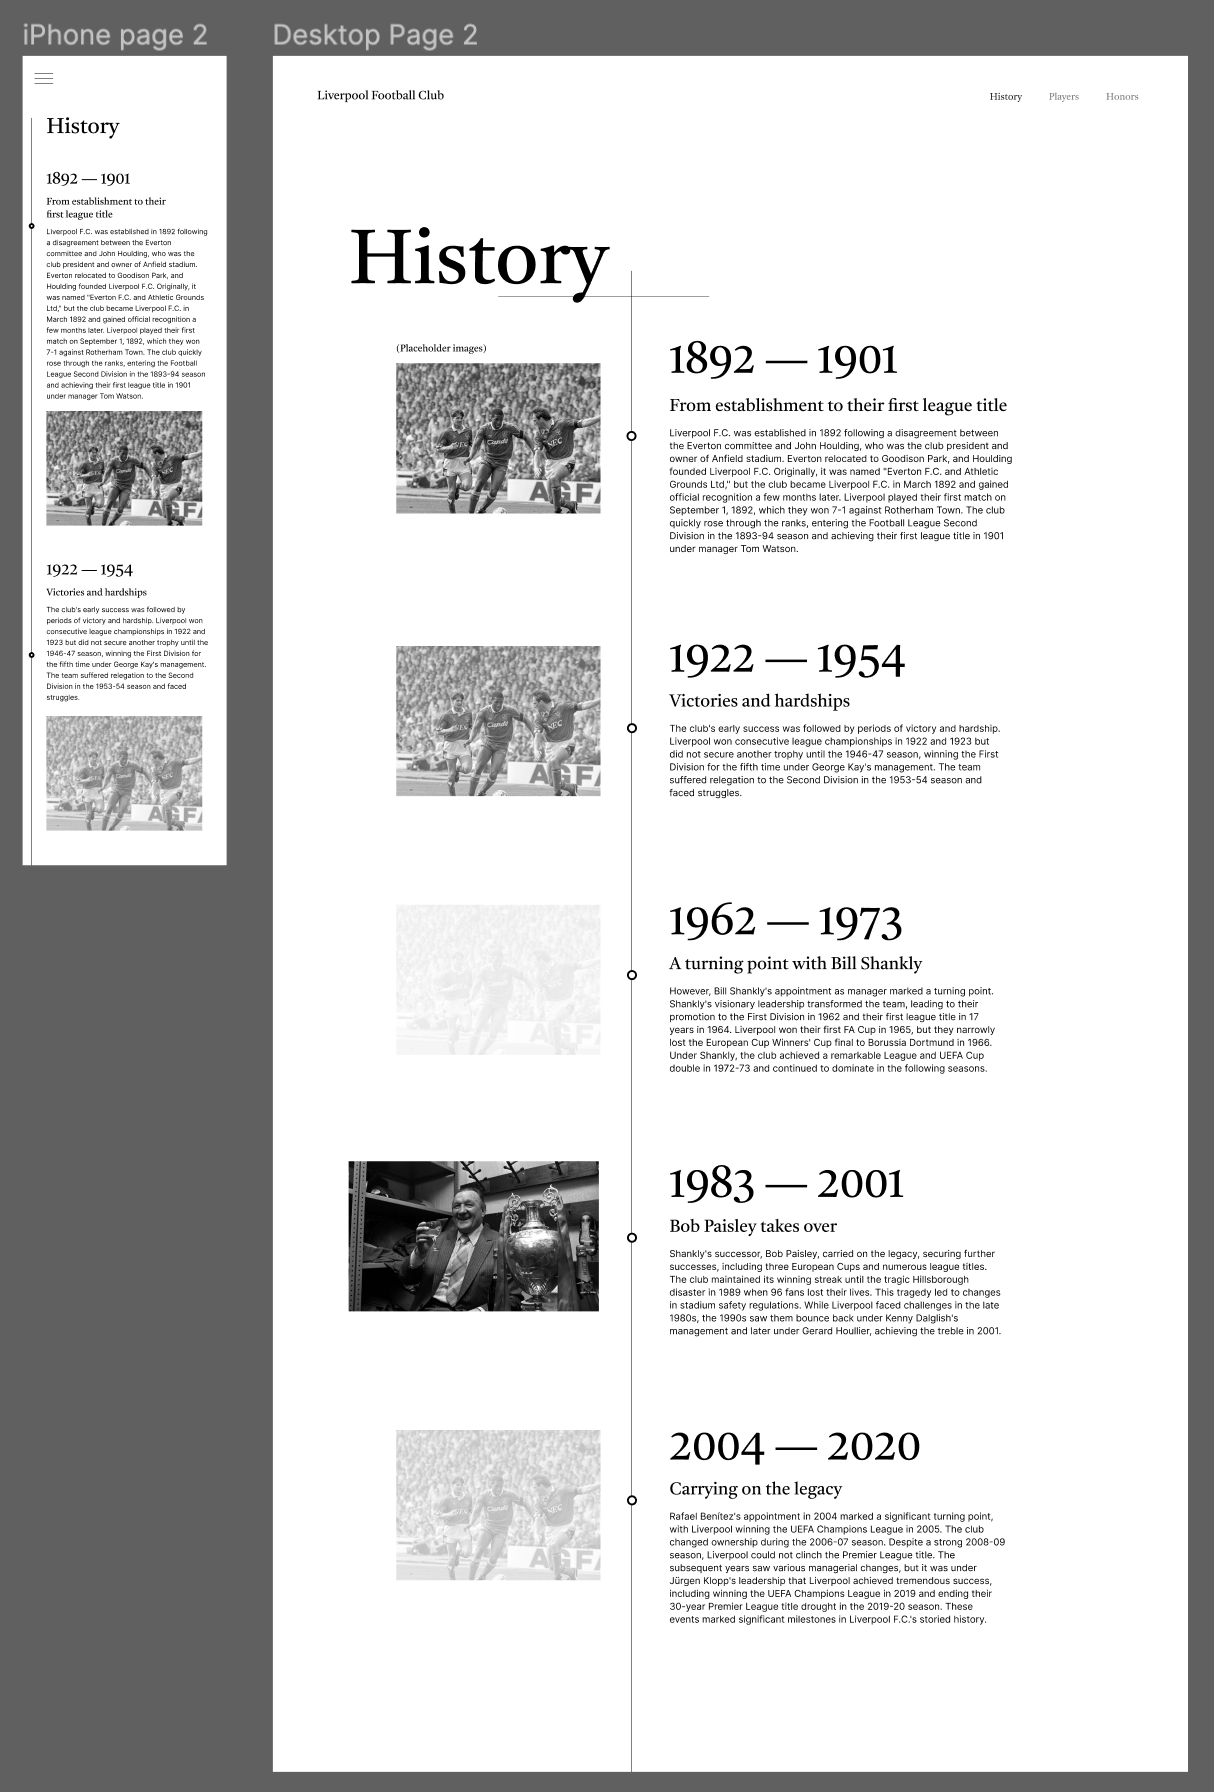 iPhone page 2
History
1892 — 1901
From establishment to their
first league title
Liverpool F.C. was established in 1892 following
a disagreement between the Everton
committee and John Houlding, who was the
club president and owner of Anfield stadium.
Everton relocated to Goodison Park, and
Houlding founded Liverpool F.C. Originally, it
was named "Everton F.C. and Athletic Grounds
Ltd," but the club became Liverpool F.C. in
March 1892 and gained official recognition a
few months later. Liverpool played their first
match on September 1, 1892, which they won
7-1 against Rotherham Town. The club quickly
rose through the ranks, entering the Football
League Second Division in the 1893-94 season
and achieving their first league title in 1901
under manager Tom Watson.
Candy
NEC
AGFA
1922 — 1954
Victories and hardships
The club's early success was followed by
periods of victory and hardship. Liverpool won
consecutive league championships in 1922 and
1923 but did not secure another trophy until the
1946-47 season, winning the First Division for
the fifth time under George Kay's management.
The team suffered relegation to the Second
Division in the 1953-54 season and faced
struggles.
AGFA
Desktop Page 2
Liverpool Football Club
History
Players
Honors
History
(Placeholder images)
Candy
NEC
AGFA
1892 — 1901
From establishment to their first league title
Liverpool F.C. was established in 1892 following a disagreement between
the Everton committee and John Houlding, who was the club president and
owner of Anfield stadium. Everton relocated to Goodison Park, and Houlding
founded Liverpool F.C. Originally, it was named "Everton F.C. and Athletic
Grounds Ltd," but the club became Liverpool F.C. in March 1892 and gained
official recognition a few months later. Liverpool played their first match on
September 1, 1892, which they won 7-1 against Rotherham Town. The club
quickly rose through the ranks, entering the Football League Second
Division in the 1893-94 season and achieving their first league title in 1901
under manager Tom Watson.
Candy
NEC
AGFA
1922 — 1954
Victories and hardships
The club's early success was followed by periods of victory and hardship.
Liverpool won consecutive league championships in 1922 and 1923 but
did not secure another trophy until the 1946-47 season, winning the First
Division for the fifth time under George Kay's management. The team
suffered relegation to the Second Division in the 1953-54 season and
faced struggles.
1962 — 1973
A turning point with Bill Shankly
However, Bill Shankly's appointment as manager marked a turning point.
Shankly's visionary leadership transformed the team, leading to their
promotion to the First Division in 1962 and their first league title in 17
years in 1964. Liverpool won their first FA Cup in 1965, but they narrowly
lost the European Cup Winners' Cup final to Borussia Dortmund in 1966.
Under Shankly, the club achieved a remarkable League and UEFA Cup
double in 1972-73 and continued to dominate in the following seasons.
1983 — 2001
Bob Paisley takes over
Shankly's successor, Bob Paisley, carried on the legacy, securing further
successes, including three European Cups and numerous league titles.
The club maintained its winning streak until the tragic Hillsborough
disaster in 1989 when 96 fans lost their lives. This tragedy led to changes
in stadium safety regulations. While Liverpool faced challenges in the late
1980s, the 1990s saw them bounce back under Kenny Dalglish's
management and later under Gerard Houllier, achieving the treble in 2001.
Candy
NEC
AGFA
2004 — 2020
Carrying on the legacy
Rafael Benítez's appointment in 2004 marked a significant turning point,
with Liverpool winning the UEFA Champions League in 2005. The club
changed ownership during the 2006-07 season. Despite a strong 2008-09
season, Liverpool could not clinch the Premier League title. The
subsequent years saw various managerial changes, but it was under
Jürgen Klopp's leadership that Liverpool achieved tremendous success,
including winning the UEFA Champions League in 2019 and ending their
30-year Premier League title drought in the 2019-20 season. These
events marked significant milestones in Liverpool F.C.'s storied history.